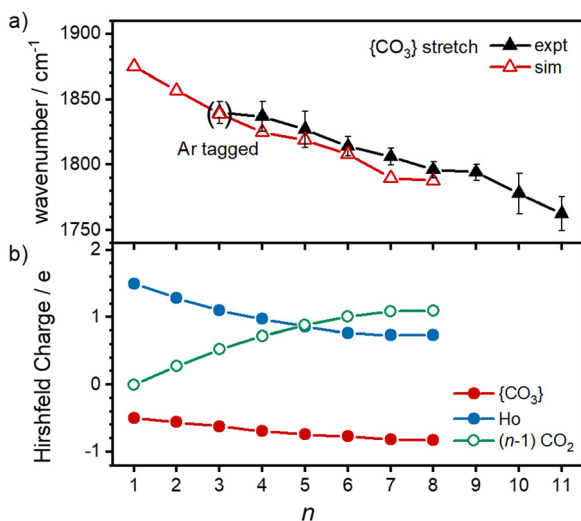 a)
1900
1850
1800
1750
wavenumber / cm⁻¹
{CO₃} stretch
expt
sim
Ar tagged
b)
2
1
0
-1
Hirshfeld Charge / e
{CO₃}
Ho
(n-1) CO₂
1 2 3 4 5 6 7 8 9 10 11
n